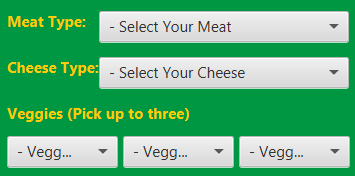 Meat Type: - Select Your Meat
Cheese Type: - Select Your Cheese
Veggies (Pick up to three)
- Vegg... - Vegg... - Vegg...